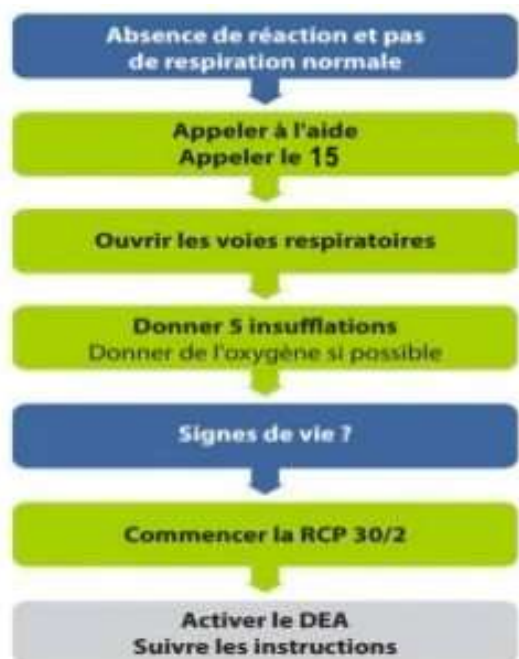 Absence de réaction et pas
de respiration normale
Appeler à l'aide
Appeler le 15
Ouvrir les voies respiratoires
Donner 5 insufflations
Donner de l'oxygène si possible
Signes de vie ?
Commencer la RCP 30/2
Activer le DEA
Suivre les instructions